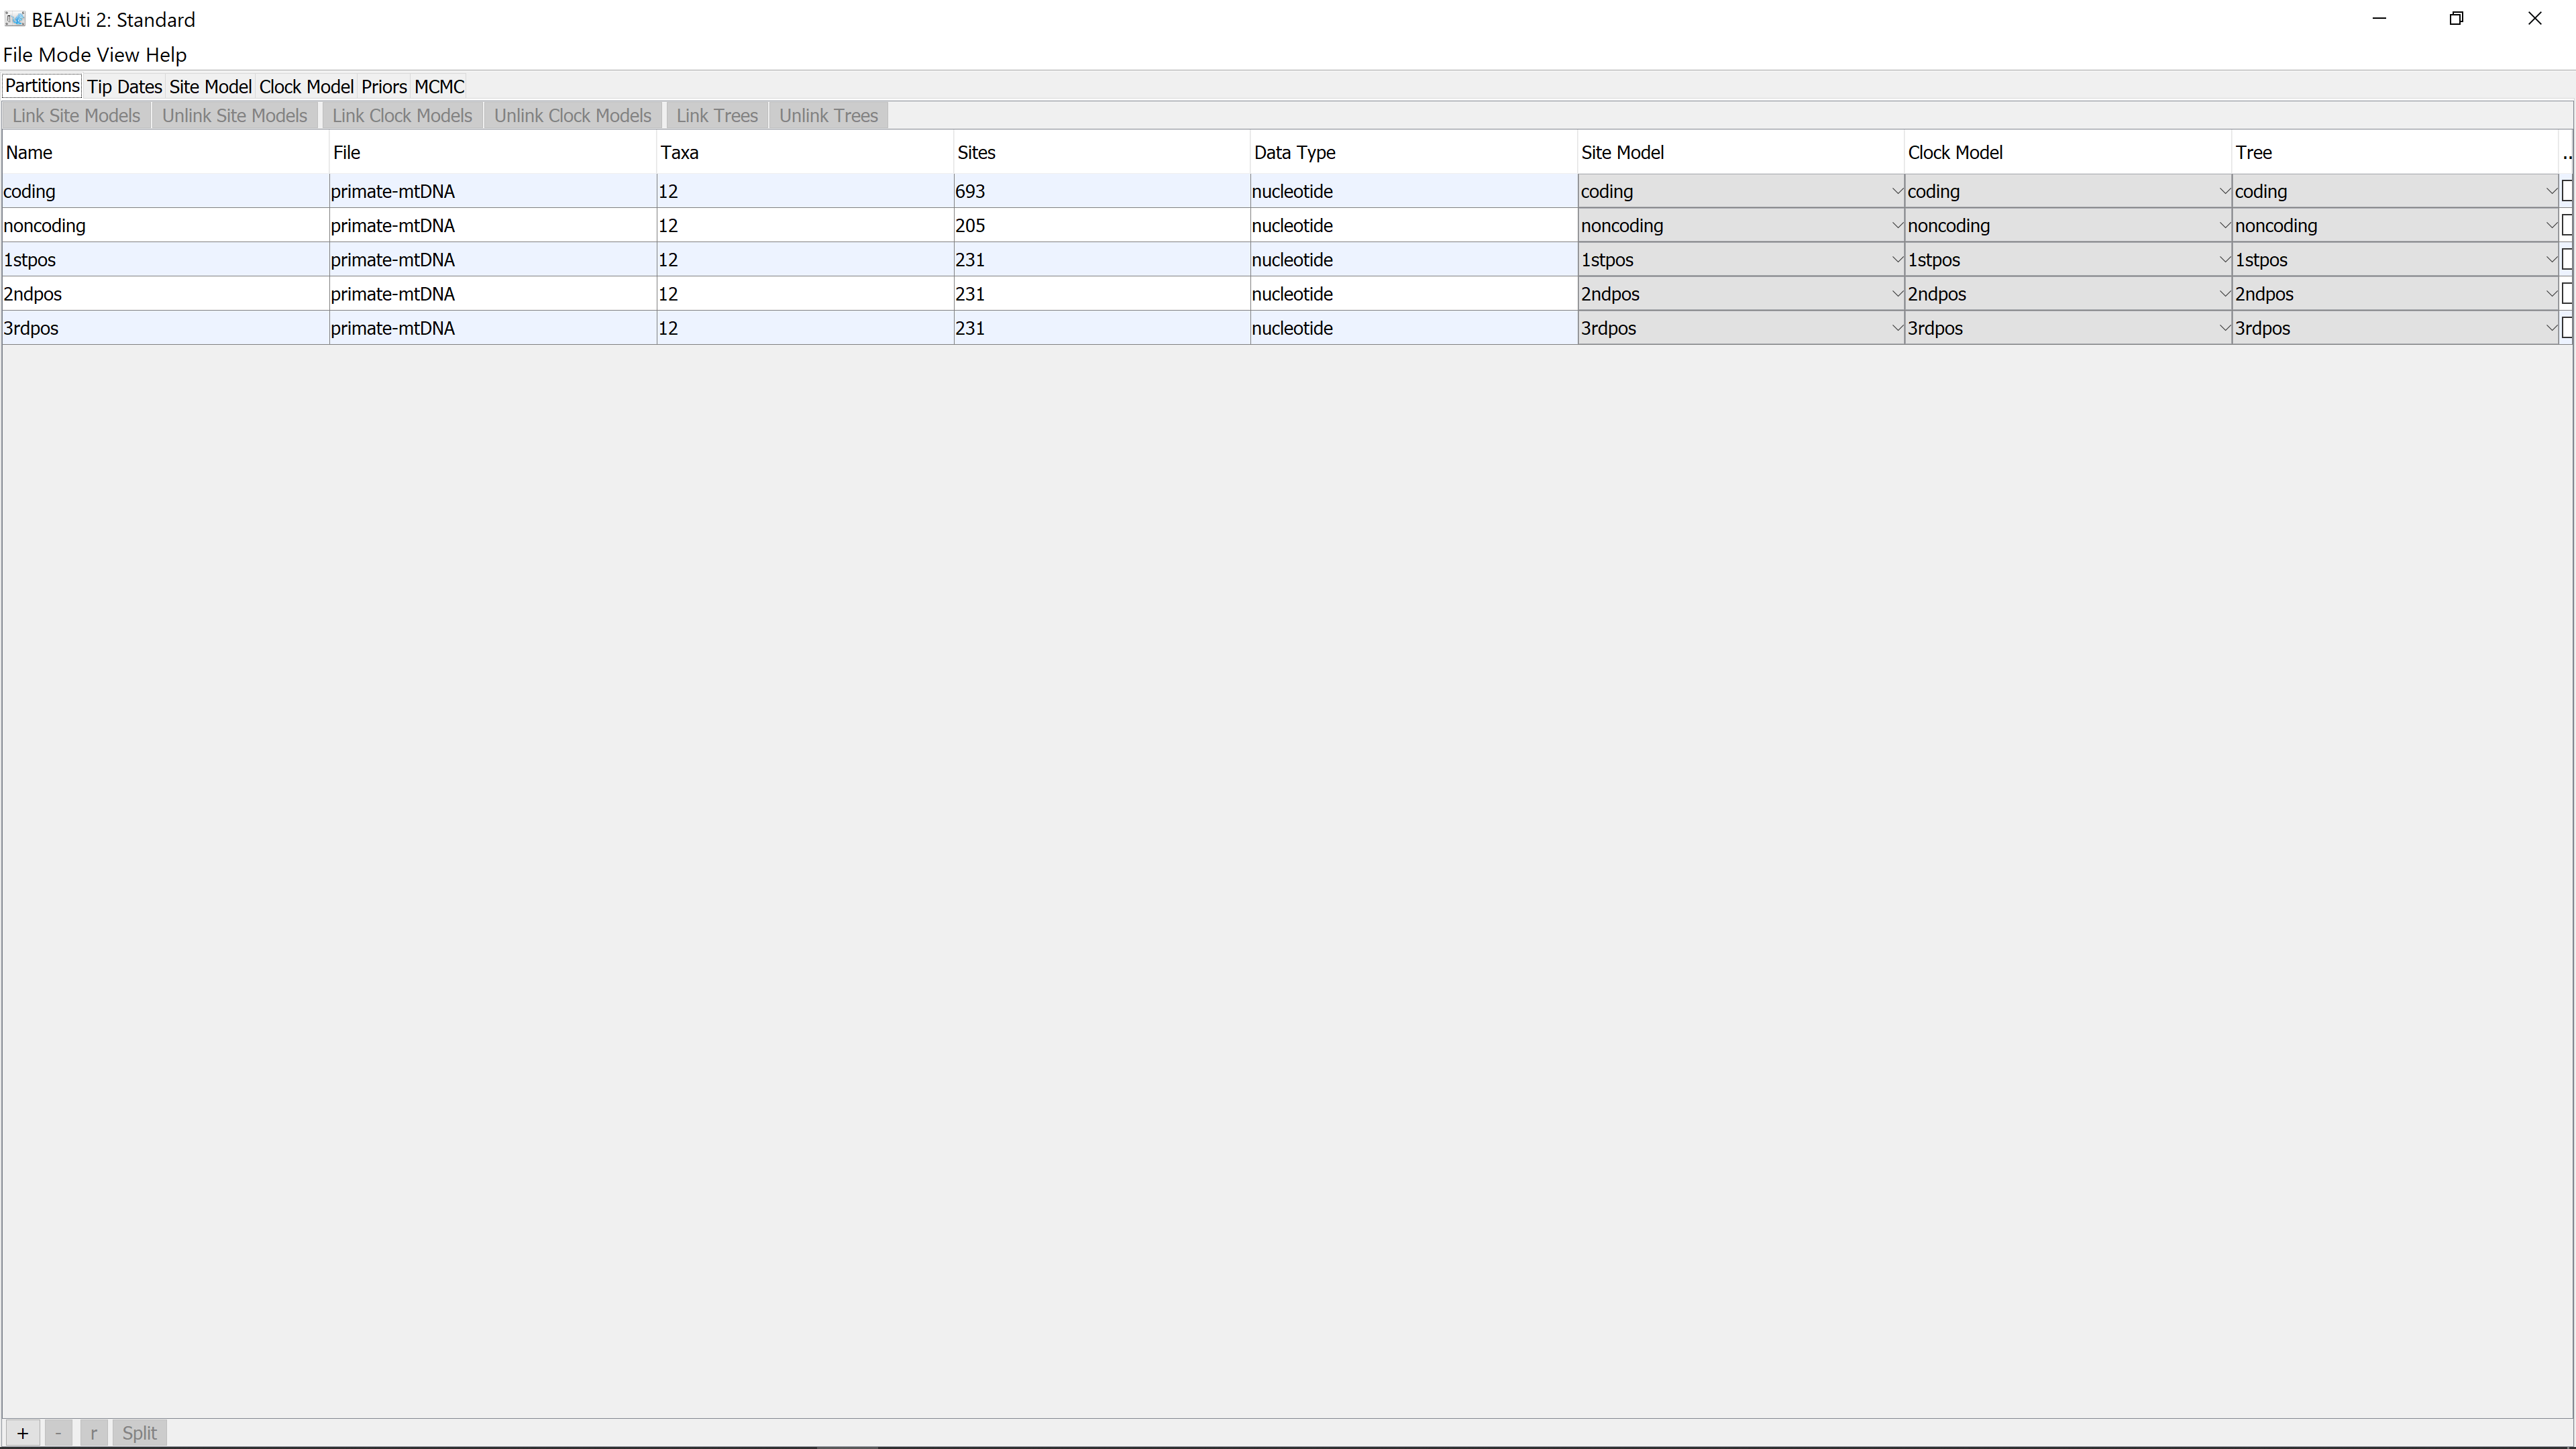 BEAUti 2: Standard
File Mode View Help
Partitions Tip Dates Site Model Clock Model Priors MCMC
Link Site Models Unlink Site Models Link Clock Models Unlink Clock Models Link Trees Unlink Trees
Name File Taxa Sites Data Type Site Model Clock Model Tree ..
coding primate-mtDNA 12 693 nucleotide coding coding coding
noncoding primate-mtDNA 12 205 nucleotide noncoding noncoding noncoding
1stpos primate-mtDNA 12 231 nucleotide 1stpos 1stpos 1stpos
2ndpos primate-mtDNA 12 231 nucleotide 2ndpos 2ndpos 2ndpos
3rdpos primate-mtDNA 12 231 nucleotide 3rdpos 3rdpos 3rdpos
+ - r Split